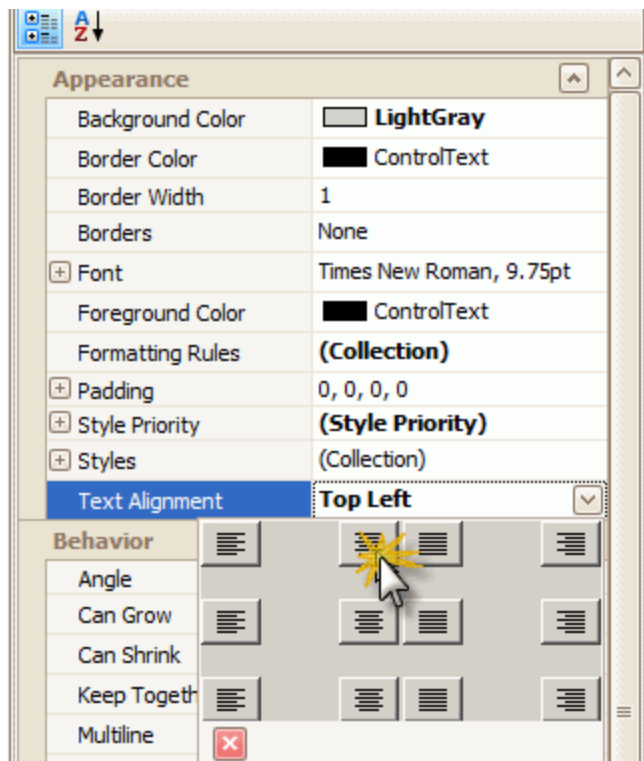 A
Z
Appearance
Background Color LightGray
Border Color ControlText
Border Width 1
Borders None
Font Times New Roman, 9.75pt
Foreground Color ControlText
Formatting Rules (Collection)
Padding 0, 0, 0, 0
Style Priority (Style Priority)
Styles (Collection)
Text Alignment Top Left
Behavior
Angle
Can Grow
Can Shrink
Keep Togeth
Multiline